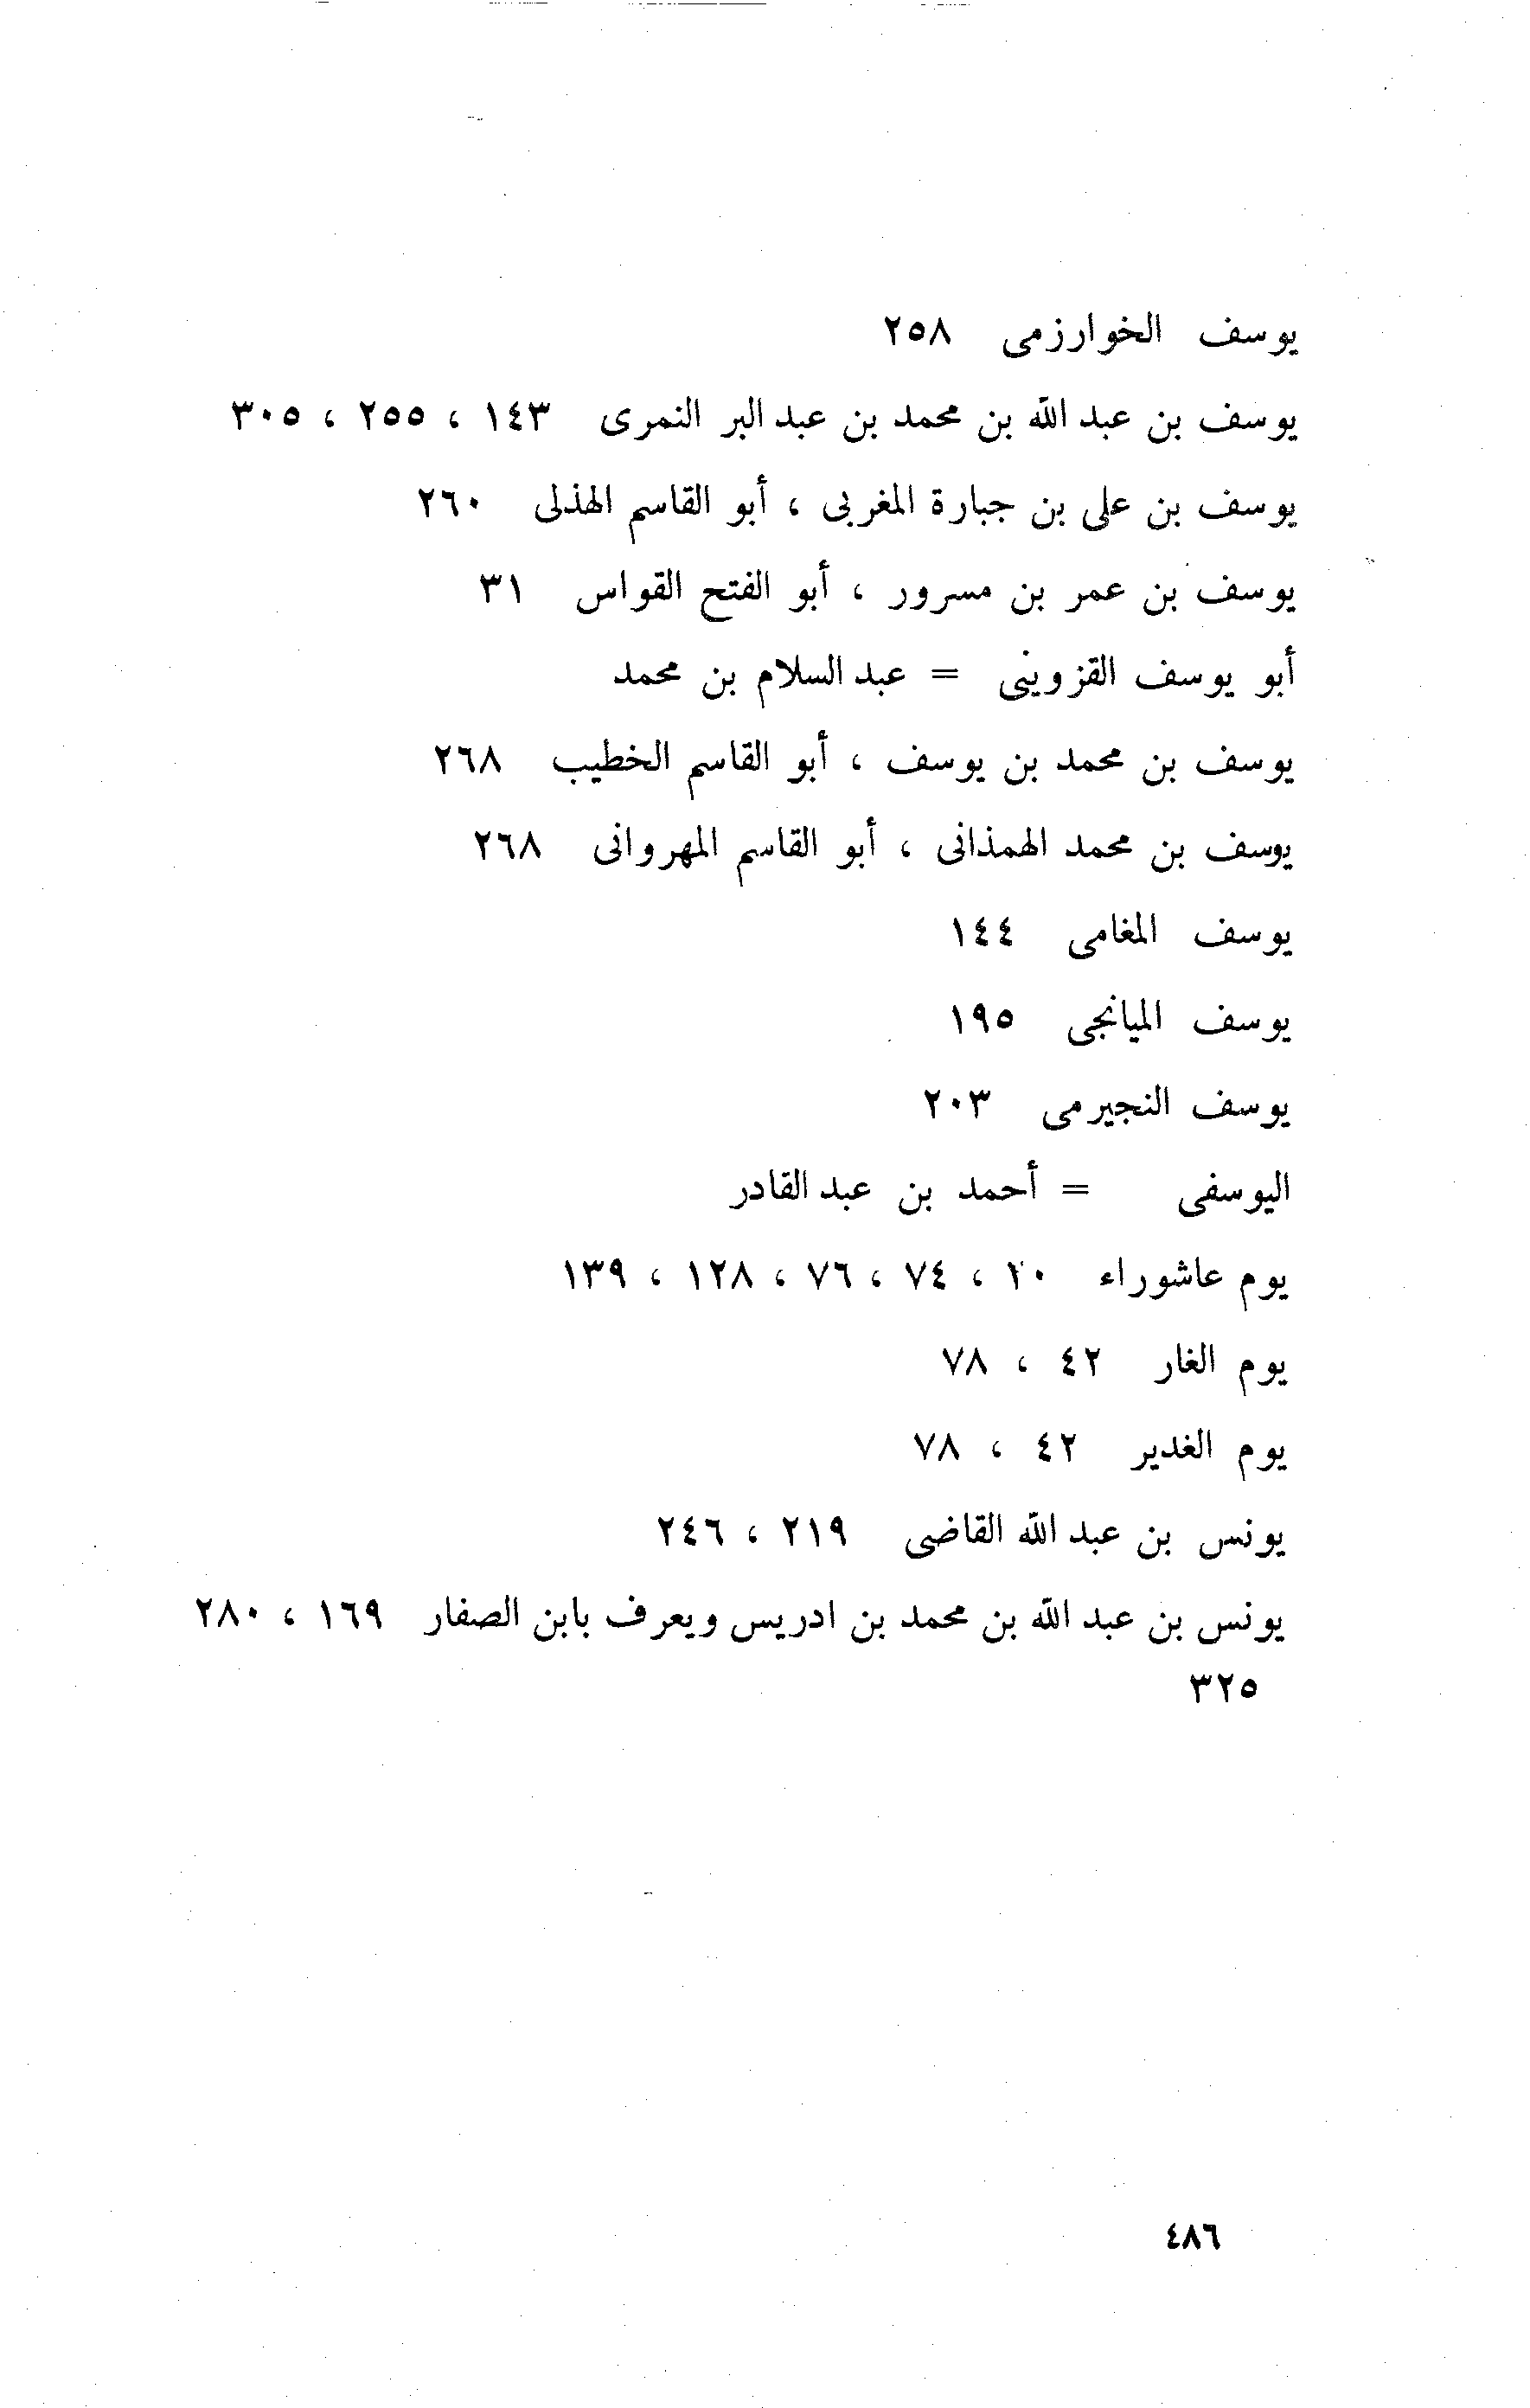 يوسف الخوارزمى ٢٥٨
يوسف بن عبد الله بن محمد بن عبد البر النمرى ١٤٣ ، ٢٥٥ ، ٣٠٥
يوسف بن على بن جبارة المغربى ، أبو القاسم الهذلى ٢٦٠
يوسف بن عمر بن مسرور ، أبو الفتح القواس ٣١
أبو يوسف القزوينى = عبد السلام بن محمد
يوسف بن محمد بن يوسف ، أبو القاسم الخطيب ٢٦٨
يوسف بن محمد الهمذانى ، أبو القاسم المهروانى ٢٦٨
يوسف المغامى ١٤٤
يوسف الميانجى ١٩٥
يوسف النجيرمى ٢٠٣
اليوسفى = أحمد بن عبد القادر
يوم عاشوراء ٢٠ ، ٧٤ ، ٧٦ ، ١٢٨ ، ١٣٩
يوم الغار ٤٢ ، ٧٨
يوم الغدير ٤٢ ، ٧٨
يونس بن عبد الله القاضى ٢١٩ ، ٢٤٦
يونس بن عبد الله بن محمد بن ادريس ويعرف بابن الصفار ١٦٩ ، ٢٨٠
٣٢٥
٤٨٦